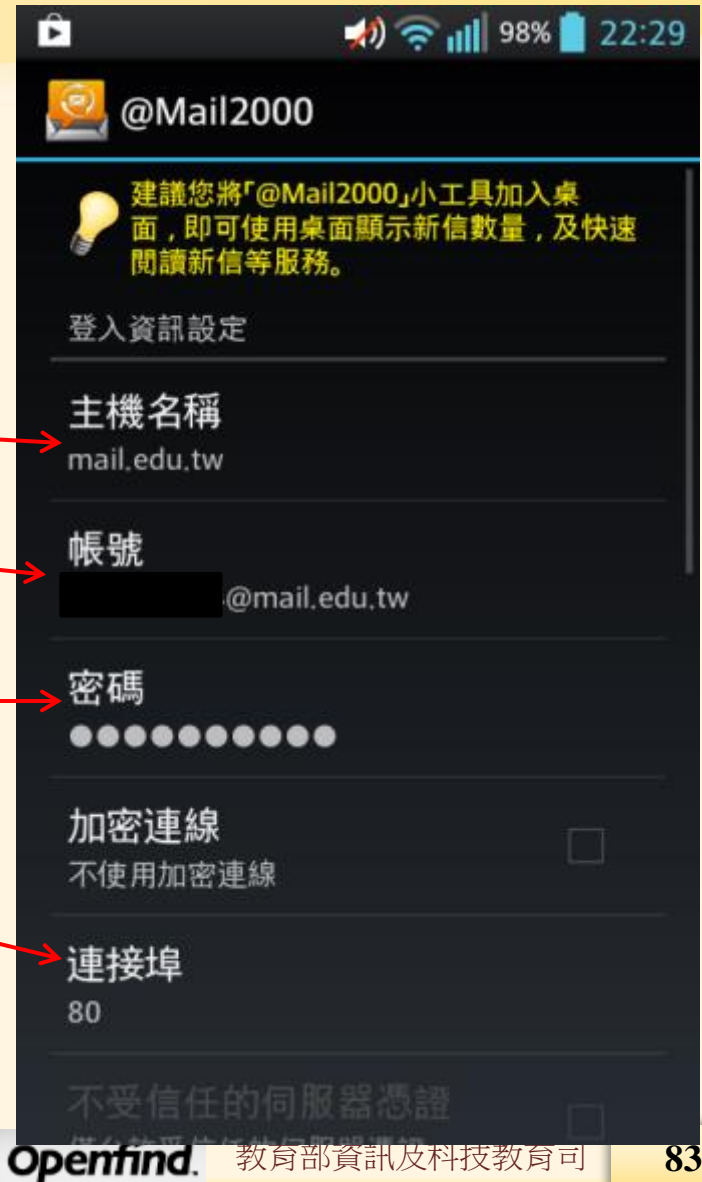 98% 22:29
@Mail2000
建議您將「@Mail2000」小工具加入桌
面，即可使用桌面顯示新信數量，及快速
閱讀新信等服務。
登入資訊設定
主機名稱
mail.edu.tw
帳號
@mail.edu.tw
密碼
●●●●●●●●●●
加密連線
不使用加密連線
連接埠
80
不受信任的伺服器憑證
Openfind. 教育部資訊及科技教育司 83